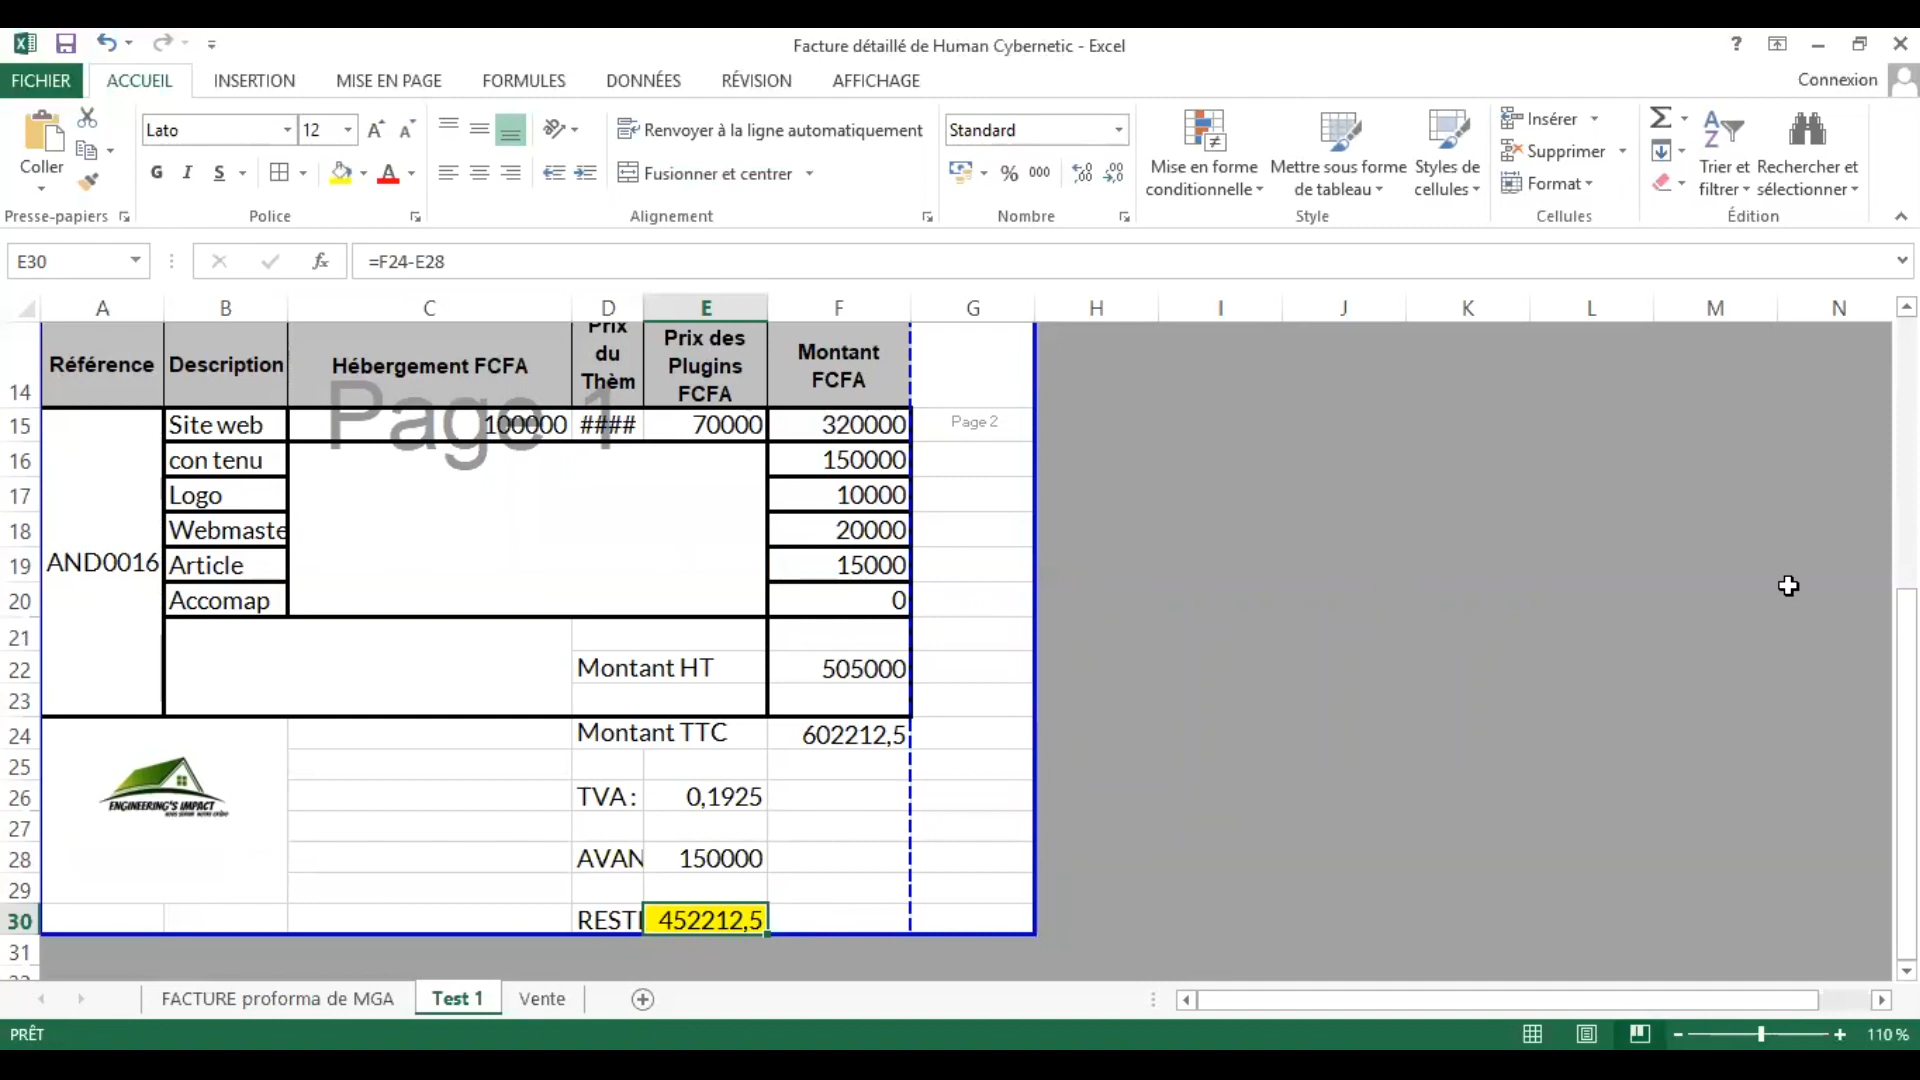 Facture détaillé de Human Cybernetic - Excel
FICHIER ACCUEIL INSERTION MISE EN PAGE FORMULES DONNÉES RÉVISION AFFICHAGE Connexion
Coller
Lato 12
G I S
Renvoyer à la ligne automatiquement
Fusionner et centrer
Standard
% 000
Mise en forme conditionnelle
Mettre sous forme de tableau
Styles de cellules
Insérer
Supprimer
Format
Trier et filtrer
Rechercher et sélectionner
Presse-papiers Police Alignement Nombre Style Cellules Édition
E30 fx =F24-E28
A B C D E F G H I J K L M N
14 Référence Description Hébergement FCFA Prix du Thèm Prix des Plugins FCFA Montant FCFA
Page 1
15 Site web 100000 #### 70000 320000 Page 2
16 con tenu 150000
17 Logo 10000
18 Webmaste 20000
19 AND0016 Article 15000
20 Accomap 0
21
22 Montant HT 505000
23
24 Montant TTC 602212,5
25
ENGINEERING'S IMPACT
26 TVA : 0,1925
27
28 AVAN 150000
29
30 REST 452212,5
31
FACTURE proforma de MGA Test 1 Vente
PRÊT 110 %